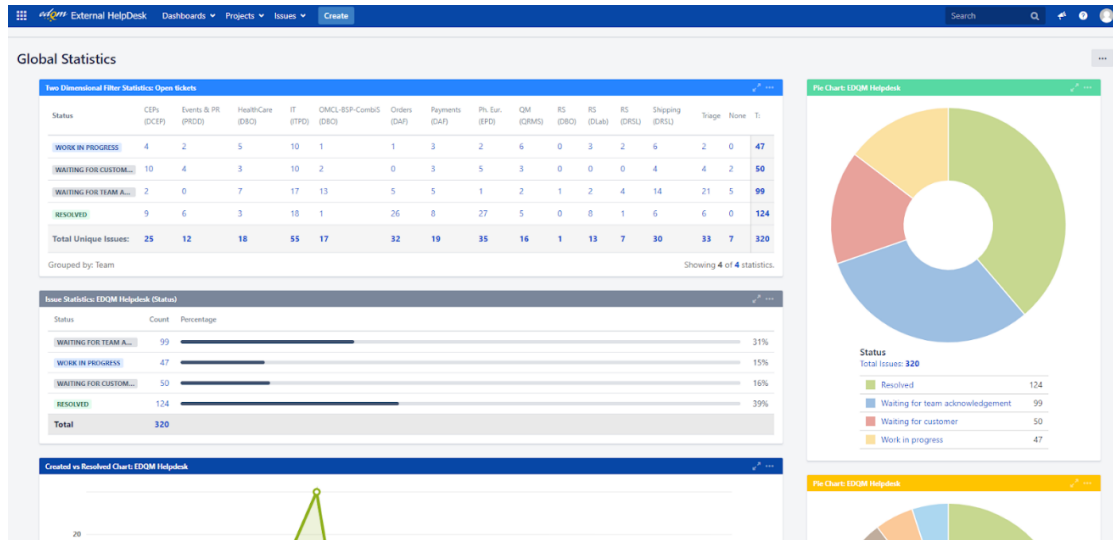 edqm External HelpDesk Dashboards Projects Issues Create Search
Global Statistics
Two Dimensional Filter Statistics: Open tickets
Status CEPs (DCEP) Events & PR (PRDD) HealthCare (DBO) IT (ITPD) OMCL-BSP-CombiS (DBO) Orders (DAF) Payments (DAF) Ph. Eur. (EPD) QM (QRMS) RS (DBO) RS (DLab) RS (DRSL) Shipping (DRSL) Triage None T:
WORK IN PROGRESS 4 2 5 10 1 1 3 2 6 0 3 2 6 2 0 47
WAITING FOR CUSTOM... 10 4 3 10 2 0 3 5 3 0 0 0 4 4 2 50
WAITING FOR TEAM A... 2 0 7 17 13 5 5 1 2 1 2 4 14 21 5 99
RESOLVED 9 6 3 18 1 26 8 27 5 0 8 1 6 6 0 124
Total Unique Issues: 25 12 18 55 17 32 19 35 16 1 13 7 30 33 7 320
Grouped by: Team Showing 4 of 4 statistics.
Issue Statistics: EDQM Helpdesk (Status)
Status Count Percentage
WAITING FOR TEAM A... 99 31%
WORK IN PROGRESS 47 15%
WAITING FOR CUSTOM... 50 16%
RESOLVED 124 39%
Total 320
Created vs Resolved Chart: EDQM Helpdesk
20
Pie Chart: EDQM Helpdesk
Status
Total Issues: 320
Resolved 124
Waiting for team acknowledgement 99
Waiting for customer 50
Work in progress 47
Pie Chart: EDQM Helpdesk